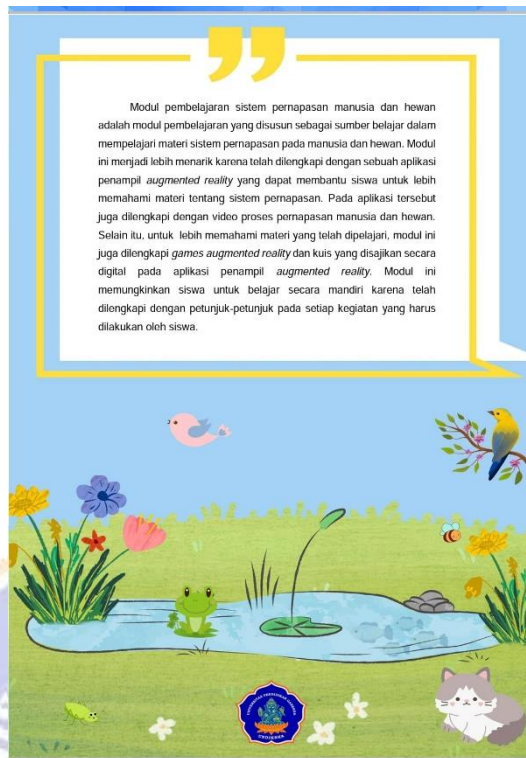 Modul pembelajaran sistem pernapasan manusia dan hewan
adalah modul pembelajaran yang disusun sebagai sumber belajar dalam
mempelajari materi sistem pernapasan pada manusia dan hewan. Modul
ini menjadi lebih menarik karena telah dilengkapi dengan sebuah aplikasi
penampil augmented reality yang dapat membantu siswa untuk lebih
memahami materi tentang sistem pernapasan. Pada aplikasi tersebut
juga dilengkapi dengan video proses pernapasan manusia dan hewan.
Selain itu, untuk lebih memahami materi yang telah dipelajari, modul ini
juga dilengkapi games augmented reality dan kuis yang disajikan secara
digital pada aplikasi penampil augmented reality. Modul ini
memungkinkan siswa untuk belajar secara mandiri karena telah
dilengkapi dengan petunjuk-petunjuk pada setiap kegiatan yang harus
dilakukan oleh siswa.
UNIVERSITAS PENDIDIKAN GANESHA
UNDIKSHA